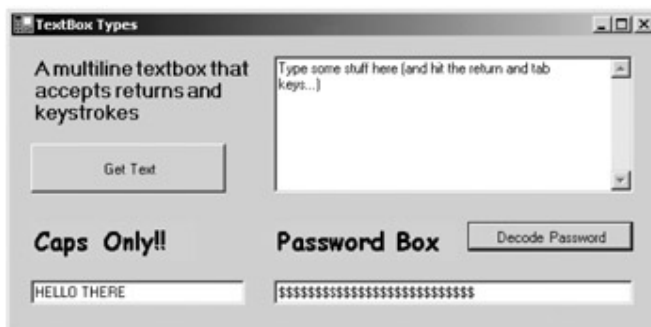 TextBox Types
A multiline textbox that
accepts returns and
keystrokes
Type some stuff here (and hit the return and tab
keys...)
Get Text
Caps Only!!
Password Box
Decode Password
HELLO THERE
$$$$$$$$$$$$$$$$$$$$$$$$$$$